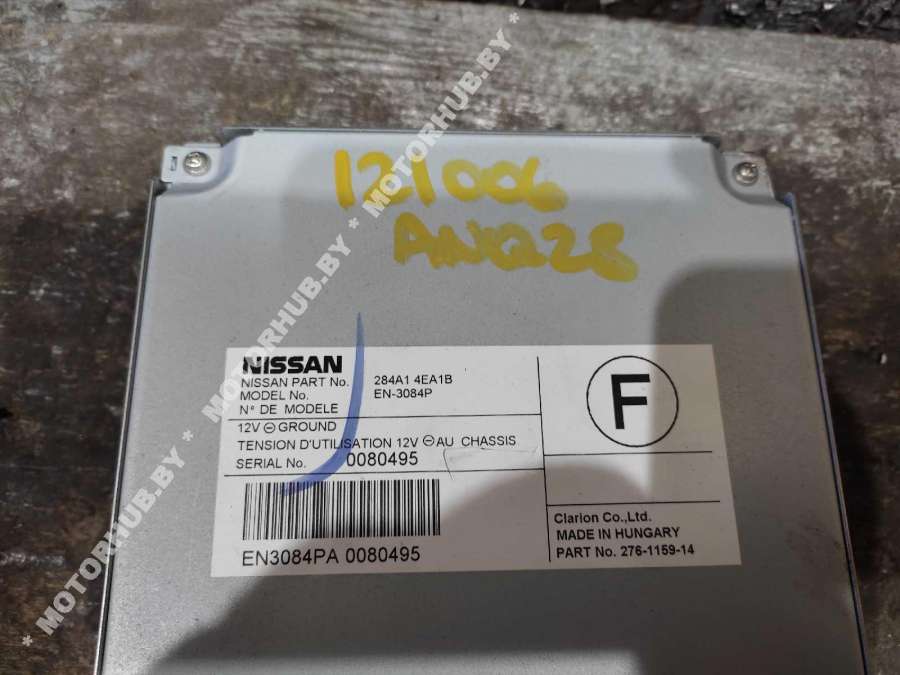 121006
ANQ28
NISSAN
NISSAN PART No. 284A1 4EA1B
MODEL No. EN-3084P
N° DE MODELE
12V ⊖ GROUND
TENSION D'UTILISATION 12V ⊖ AU CHASSIS
SERIAL No. 0080495
EN3084PA 0080495
F
Clarion Co.,Ltd.
MADE IN HUNGARY
PART No. 276-1159-14
* MOTORHUB.BY * MOTORHUB.BY *
* MOTORHUB.BY * MOTORHUB.BY *